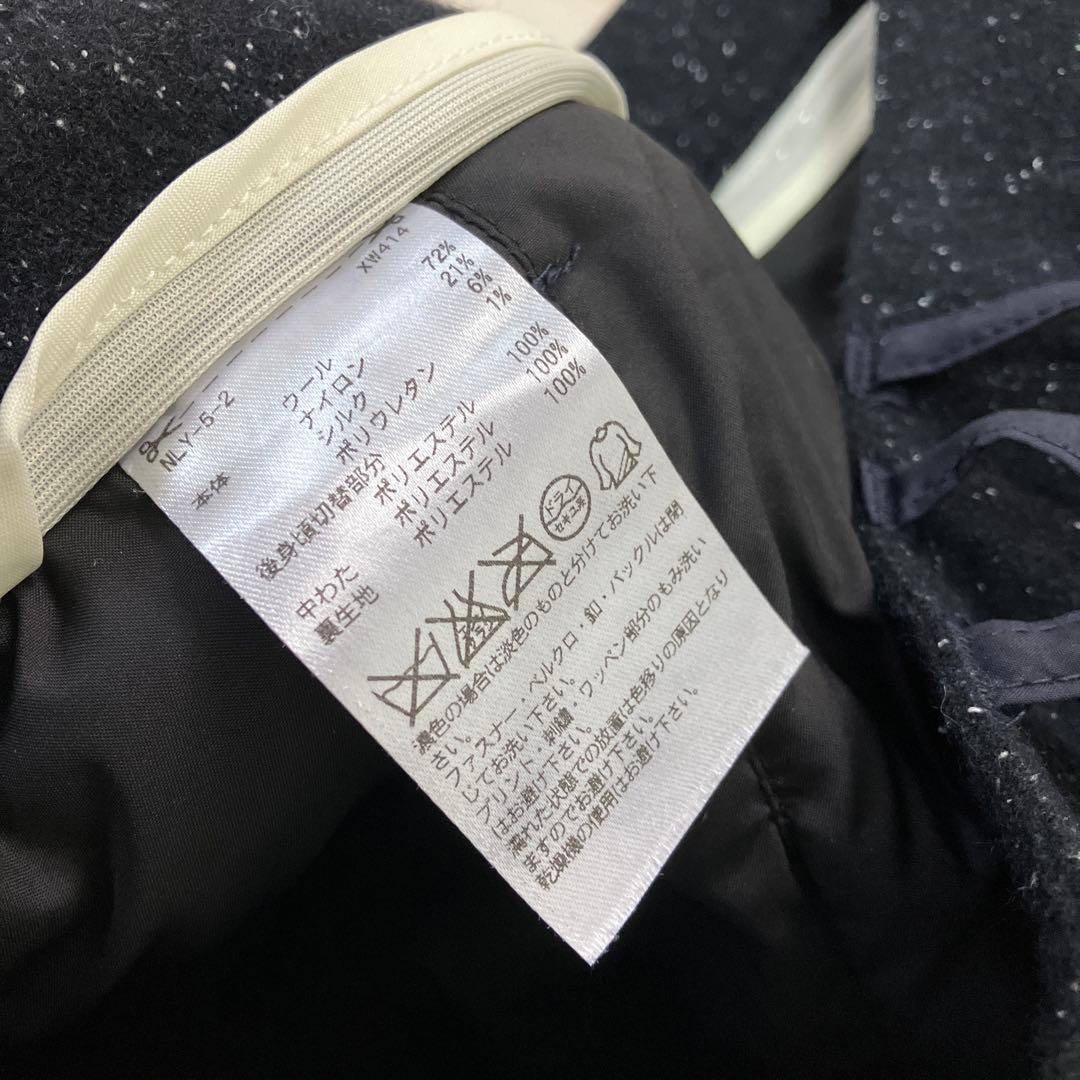 XW414
NLY-5-2
本体
ウール 72%
ナイロン 21%
シルク 6%
ポリウレタン 1%
後身頃切替部分 ポリエステル 100%
中わた ポリエステル 100%
裏生地 ポリエステル 100%
ドライ
セキユ系
濃色の場合は淡色のものと分けてお洗い下
さい。
ファスナー・ベルクロ・釦・バックルは閉
じてお洗い下さい。
プリント・刺繍・ワッペン部分のもみ洗い
はお避け下さい。
濡れた状態での放置は色移りの原因となり
ますのでお避け下さい。
乾燥機の使用はお避け下さい。